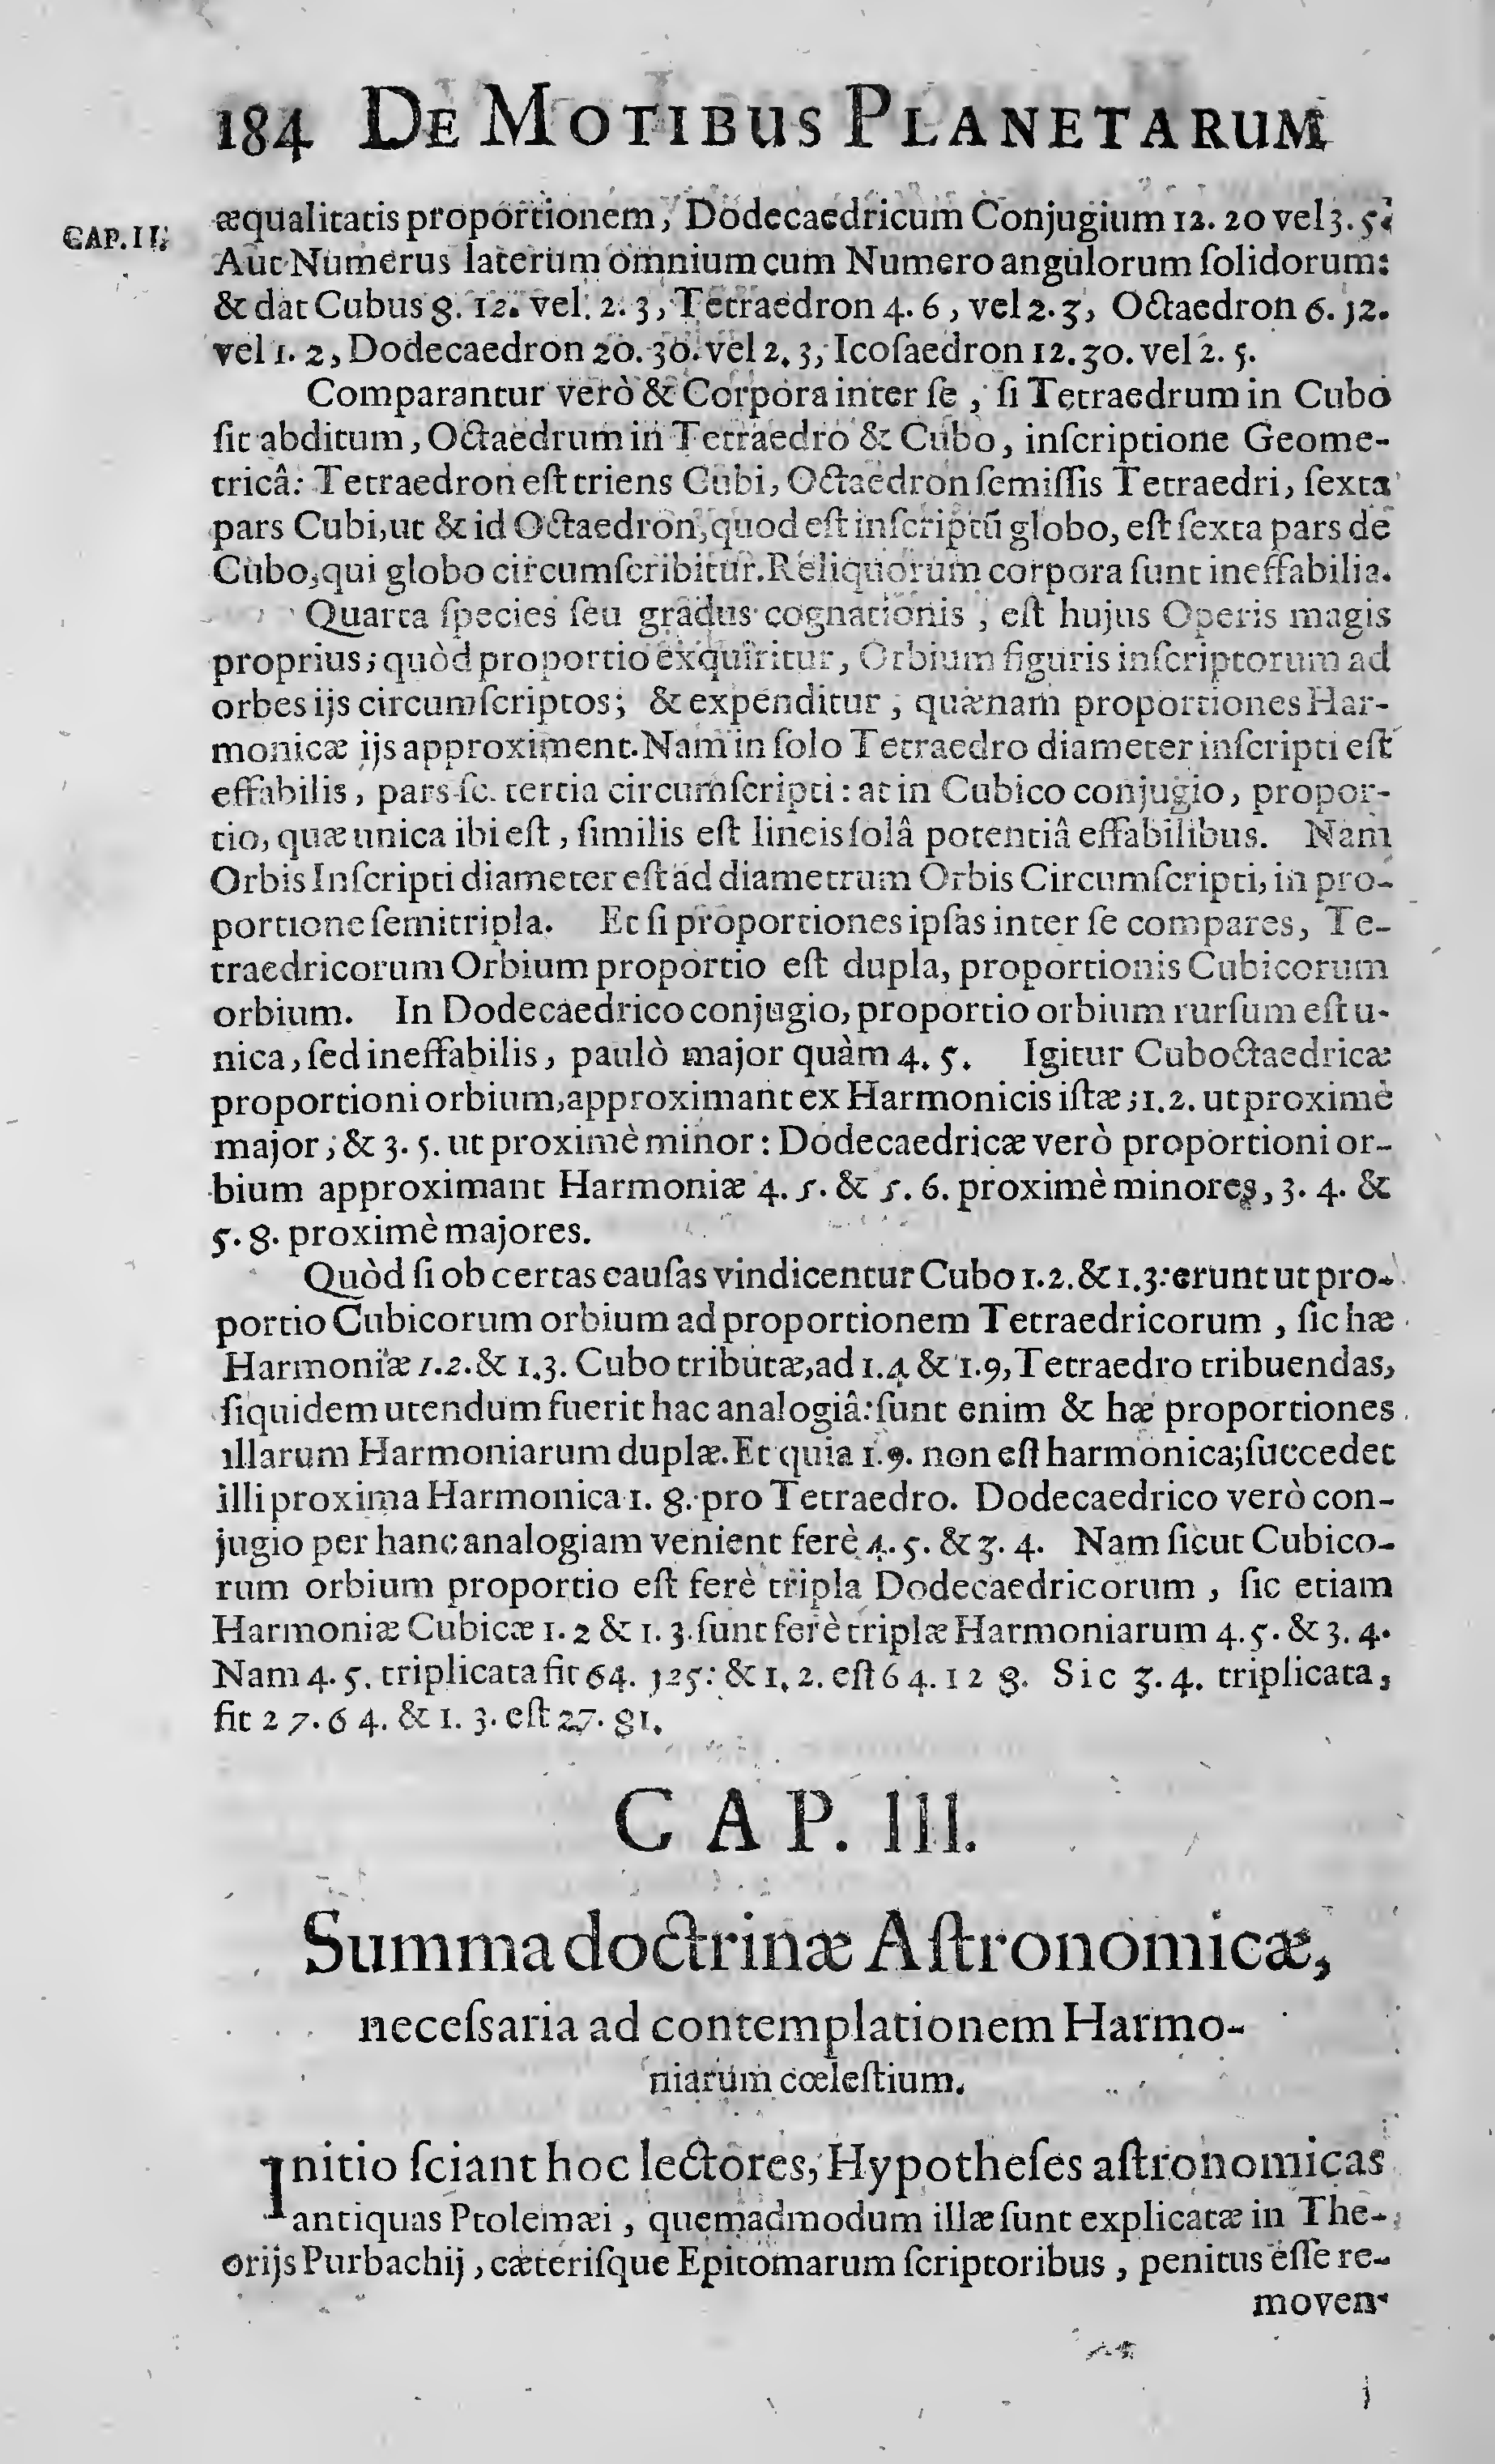 184 DE MOTIBUS PLANETARUM
CAP. II.
æqualitatis proportionem, Dodecaedricum Conjugium 12. 20 vel 3. 5:
Aut Numerus laterum omnium cum Numero angulorum ſolidorum:
& dat Cubus 8. 12. vel. 2. 3, Tetraedron 4. 6, vel 2. 3, Octaedron 6. 12.
vel 1. 2, Dodecaedron 20. 30. vel 2. 3, Icoſaedron 12. 30. vel 2. 5.
Comparantur verò & Corpora inter ſe, ſi Tetraedrum in Cubo
ſit abditum, Octaedrum in Tetraedro & Cubo, inſcriptione Geome-
tricâ: Tetraedron eſt triens Cubi, Octaedron ſemiſſis Tetraedri, ſexta
pars Cubi, ut & id Octaedron, quod eſt inſcriptū globo, eſt ſexta pars de
Cubo, qui globo circumſcribitur. Reliquorum corpora ſunt ineffabilia.
Quarta ſpecies ſeu gradus cognationis, eſt hujus Operis magis
proprius; quòd proportio exquiritur, Orbium figuris inſcriptorum ad
orbes ijs circumſcriptos; & expenditur, quænam proportiones Har-
monicæ ijs approximent. Nam in ſolo Tetraedro diameter inſcripti eſt
effabilis, pars ſc. tertia circumſcripti: at in Cubico conjugio, propor-
tio, quæ unica ibi eſt, ſimilis eſt lineis ſolâ potentiâ effabilibus. Nam
Orbis Inſcripti diameter eſt ad diametrum Orbis Circumſcripti, in pro-
portione ſemitripla. Et ſi proportiones ipſas inter ſe compares, Te-
traedricorum Orbium proportio eſt dupla, proportionis Cubicorum
orbium. In Dodecaedrico conjugio, proportio orbium rurſum eſt u-
nica, ſed ineffabilis, paulò major quàm 4. 5. Igitur Cuboctaedricæ
proportioni orbium, approximant ex Harmonicis iſtæ; 1. 2. ut proximè
major; & 3. 5. ut proximè minor: Dodecaedricæ verò proportioni or-
bium approximant Harmoniæ 4. 5. & 5. 6. proximè minores, 3. 4. &
5. 8. proximè majores.
Quòd ſi ob certas cauſas vindicentur Cubo 1. 2. & 1. 3: erunt ut pro-
portio Cubicorum orbium ad proportionem Tetraedricorum, ſic hæ
Harmoniæ 1. 2. & 1. 3. Cubo tributæ, ad 1. 4 & 1. 9, Tetraedro tribuendas,
ſiquidem utendum fuerit hac analogiâ: ſunt enim & hæ proportiones
illarum Harmoniarum duplæ. Et quia 1. 9. non eſt harmonica; ſuccedet
illi proxima Harmonica 1. 8. pro Tetraedro. Dodecaedrico verò con-
jugio per hanc analogiam venient ferè 4. 5. & 3. 4. Nam ſicut Cubico-
rum orbium proportio eſt ferè tripla Dodecaedricorum, ſic etiam
Harmoniæ Cubicæ 1. 2 & 1. 3. ſunt ferè triplæ Harmoniarum 4. 5. & 3. 4.
Nam 4. 5. triplicata fit 64. 125: & 1. 2. eſt 64. 128. Sic 3. 4. triplicata,
fit 27. 64. & 1. 3. eſt 27. 81.
CAP. III.
Summa doctrinæ Aſtronomicæ,
neceſsaria ad contemplationem Harmo-
niarum cœleſtium.
Initio ſciant hoc lectores, Hypotheſes aſtronomicas
antiquas Ptolemæi, quemadmodum illæ ſunt explicatæ in The-
orijs Purbachij, cæteriſque Epitomarum ſcriptoribus, penitus eſſe re-
moven-